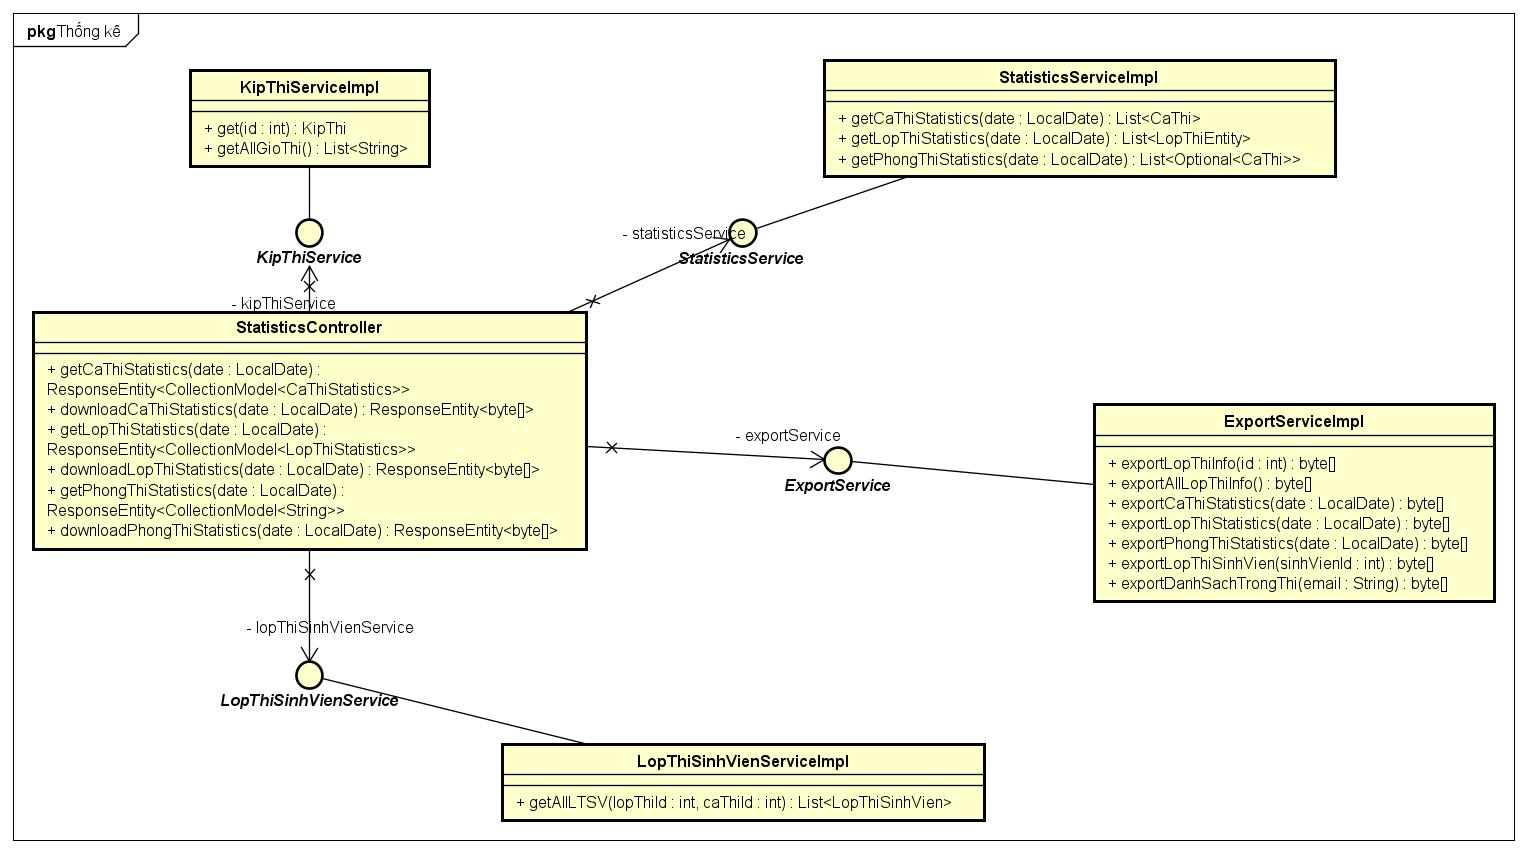 pkg Thống kê
KipThiServiceImpl
+ get(id : int) : KipThi
+ getAllGioThi() : List<String>
StatisticsServiceImpl
+ getCaThiStatistics(date : LocalDate) : List<CaThi>
+ getLopThiStatistics(date : LocalDate) : List<LopThiEntity>
+ getPhongThiStatistics(date : LocalDate) : List<Optional<CaThi>>
- statisticsService
KipThiService
StatisticsService
- kipThiService
StatisticsController
+ getCaThiStatistics(date : LocalDate) :
ResponseEntity<CollectionModel<CaThiStatistics>>
+ downloadCaThiStatistics(date : LocalDate) : ResponseEntity<byte[]>
+ getLopThiStatistics(date : LocalDate) :
ResponseEntity<CollectionModel<LopThiStatistics>>
+ downloadLopThiStatistics(date : LocalDate) : ResponseEntity<byte[]>
+ getPhongThiStatistics(date : LocalDate) :
ResponseEntity<CollectionModel<String>>
+ downloadPhongThiStatistics(date : LocalDate) : ResponseEntity<byte[]>
- exportService
ExportService
ExportServiceImpl
+ exportLopThiInfo(id : int) : byte[]
+ exportAllLopThiInfo() : byte[]
+ exportCaThiStatistics(date : LocalDate) : byte[]
+ exportLopThiStatistics(date : LocalDate) : byte[]
+ exportPhongThiStatistics(date : LocalDate) : byte[]
+ exportLopThiSinhVien(sinhVienId : int) : byte[]
+ exportDanhSachTrongThi(email : String) : byte[]
- lopThiSinhVienService
LopThiSinhVienService
LopThiSinhVienServiceImpl
+ getAllLTSV(lopThiId : int, caThiId : int) : List<LopThiSinhVien>